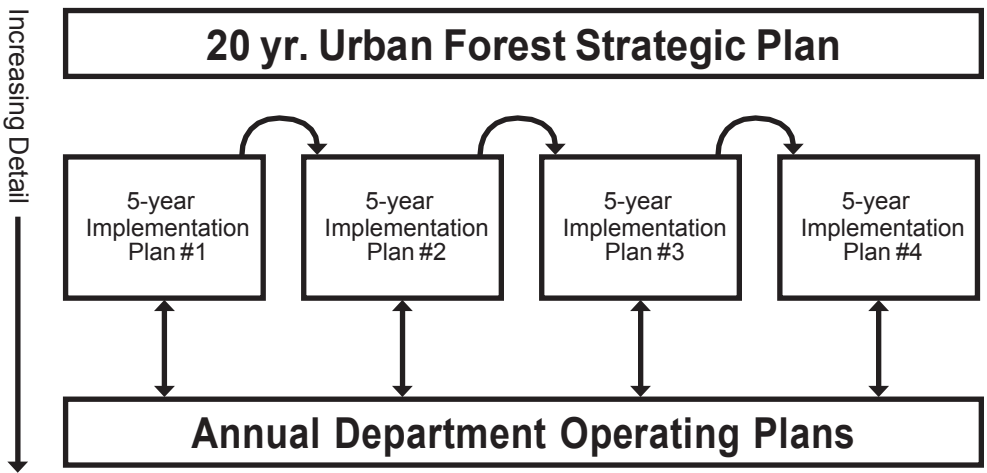 Increasing Detail
20 yr. Urban Forest Strategic Plan
5-year
Implementation
Plan #1
5-year
Implementation
Plan #2
5-year
Implementation
Plan #3
5-year
Implementation
Plan #4
Annual Department Operating Plans